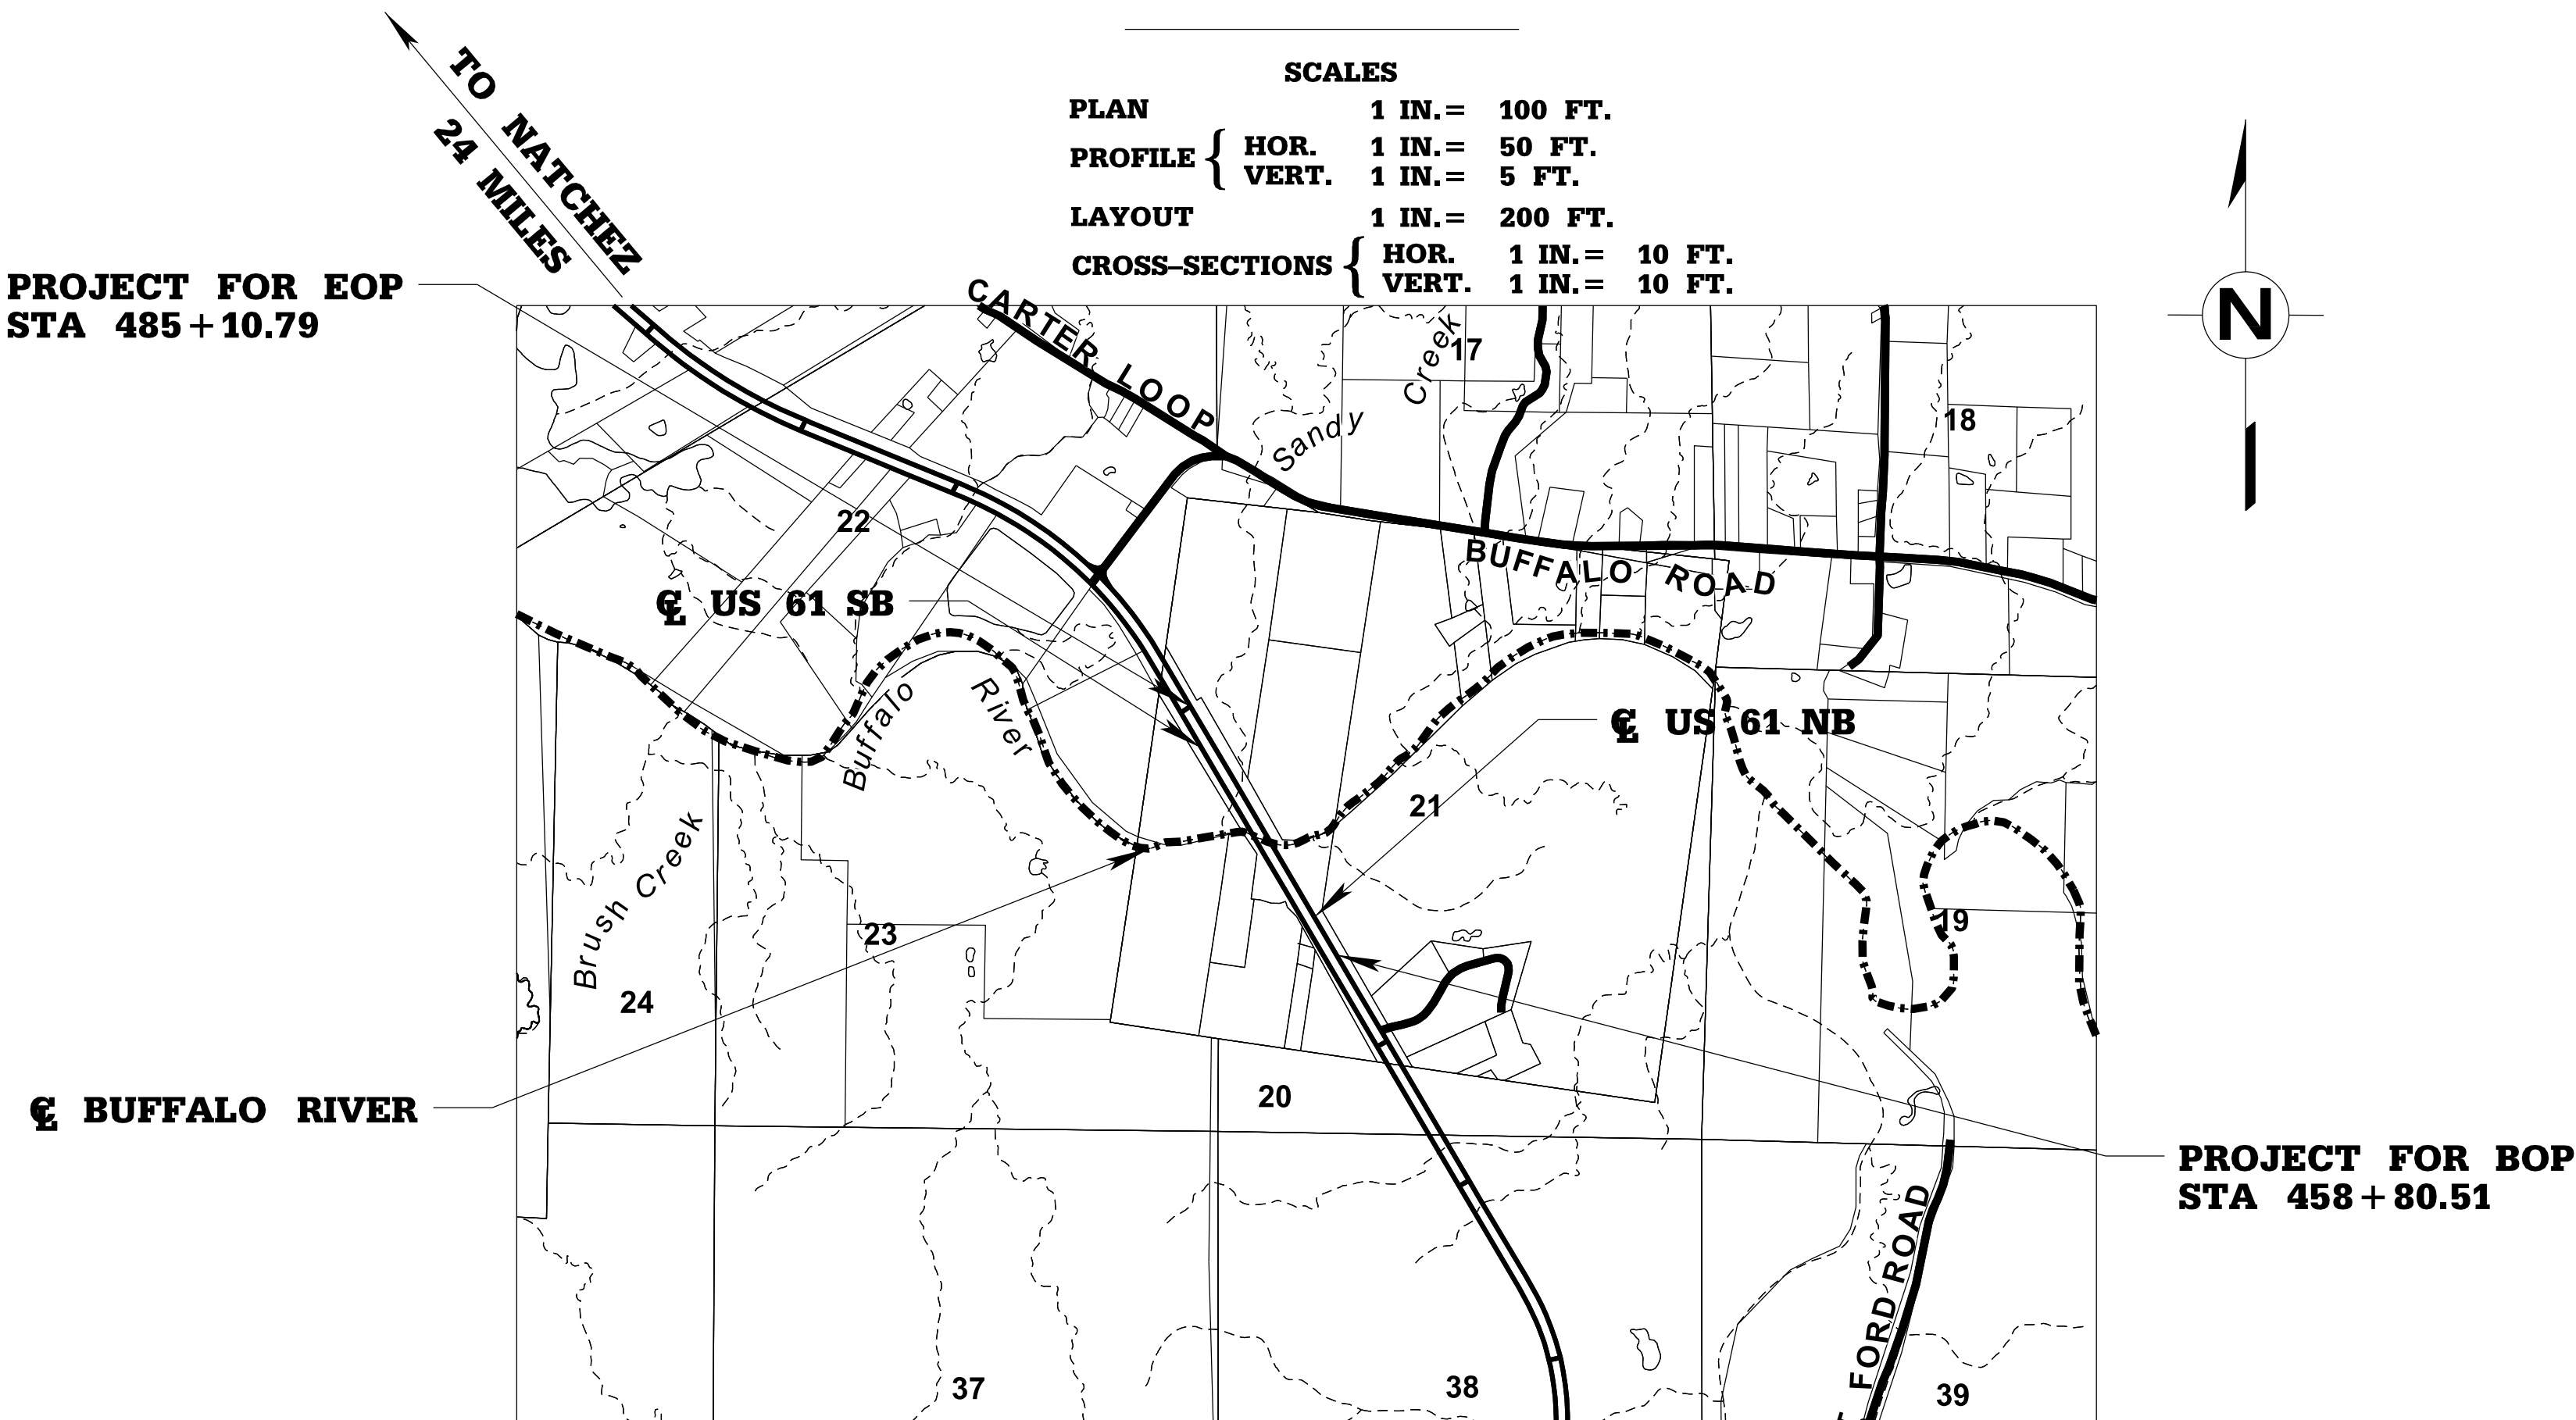 SCALES
PLAN 1 IN.= 100 FT.
PROFILE { HOR. 1 IN.= 50 FT.
VERT. 1 IN.= 5 FT.
LAYOUT 1 IN.= 200 FT.
CROSS–SECTIONS { HOR. 1 IN.= 10 FT.
VERT. 1 IN.= 10 FT.
TO NATCHEZ
24 MILES
N
PROJECT FOR EOP
STA 485+10.79
CARTER LOOP
Sandy Creek
17
18
22
BUFFALO ROAD
℄ US 61 SB
℄ US 61 NB
Buffalo River
21
Brush Creek
23
19
24
20
℄ BUFFALO RIVER
PROJECT FOR BOP
STA 458+80.51
FORD ROAD
37
38
39